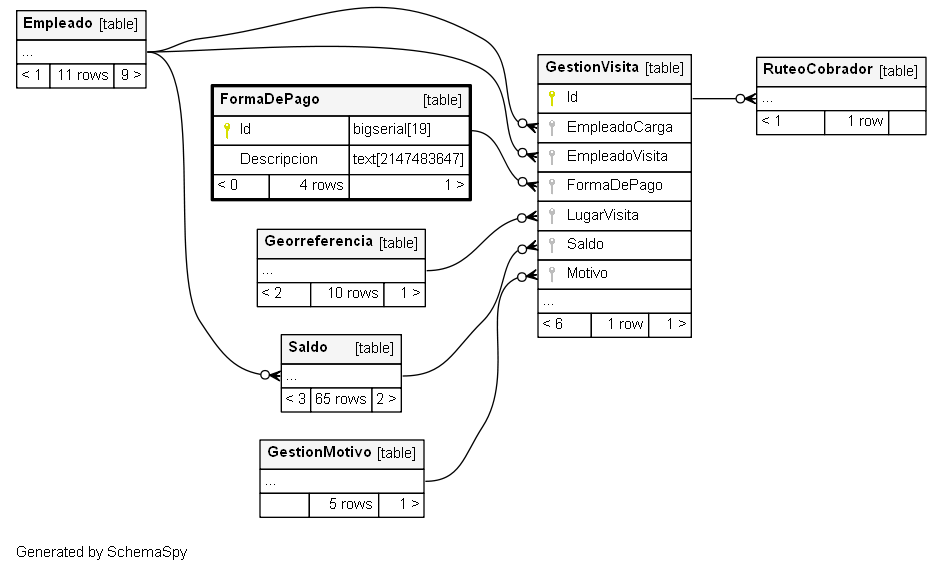 Empleado [table]
...
< 1 11 rows 9 >
FormaDePago [table]
Id bigserial[19]
Descripcion text[2147483647]
< 0 4 rows 1 >
Georreferencia [table]
...
< 2 10 rows 1 >
Saldo [table]
...
< 3 65 rows 2 >
GestionMotivo [table]
...
5 rows 1 >
GestionVisita [table]
Id
EmpleadoCarga
EmpleadoVisita
FormaDePago
LugarVisita
Saldo
Motivo
...
< 6 1 row 1 >
RuteoCobrador [table]
...
< 1 1 row
Generated by SchemaSpy